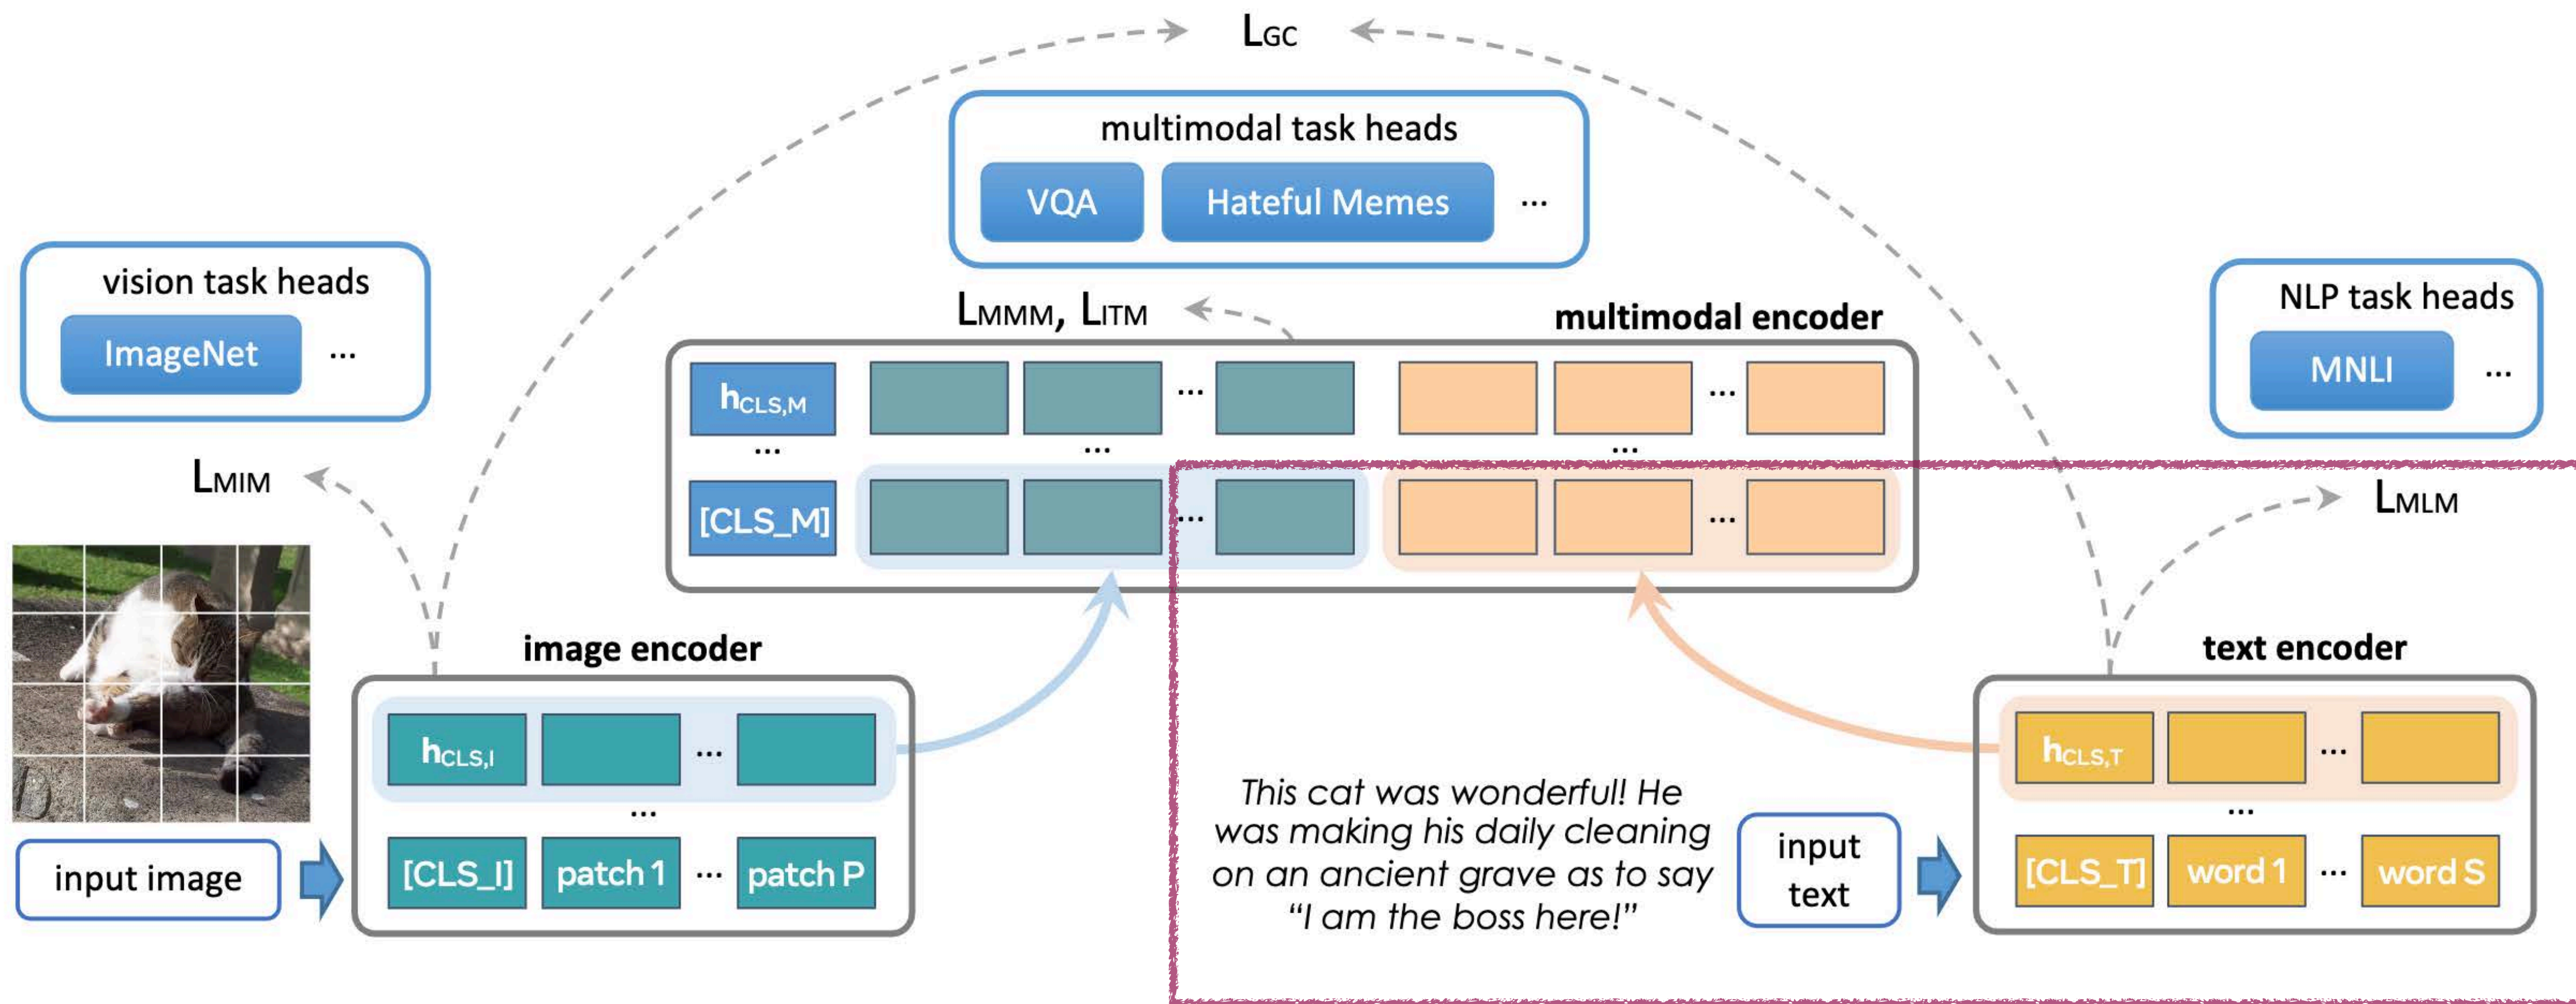 LGC
multimodal task heads
VQA Hateful Memes ...
vision task heads
ImageNet ...
NLP task heads
MNLI ...
LMMM, LITM
multimodal encoder
hCLS,M ... ...
... ... ...
[CLS_M] ... ...
LMIM
LMLM
image encoder
hCLS,I ...
...
[CLS_I] patch 1 ... patch P
input image
This cat was wonderful! He
was making his daily cleaning
on an ancient grave as to say
“I am the boss here!”
input
text
text encoder
hCLS,T ...
...
[CLS_T] word 1 ... word S